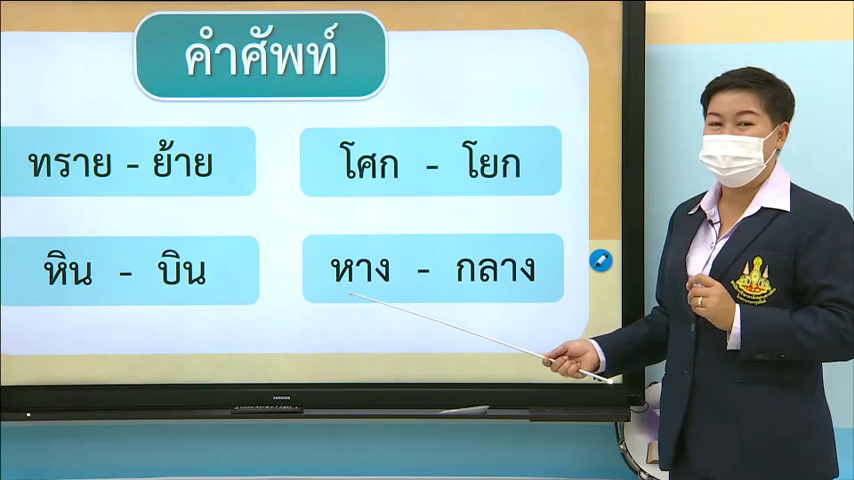 คำศัพท์
ทราย - ย้าย
โศก - โยก
หิน - บิน
หาง - กลาง
SAMSUNG